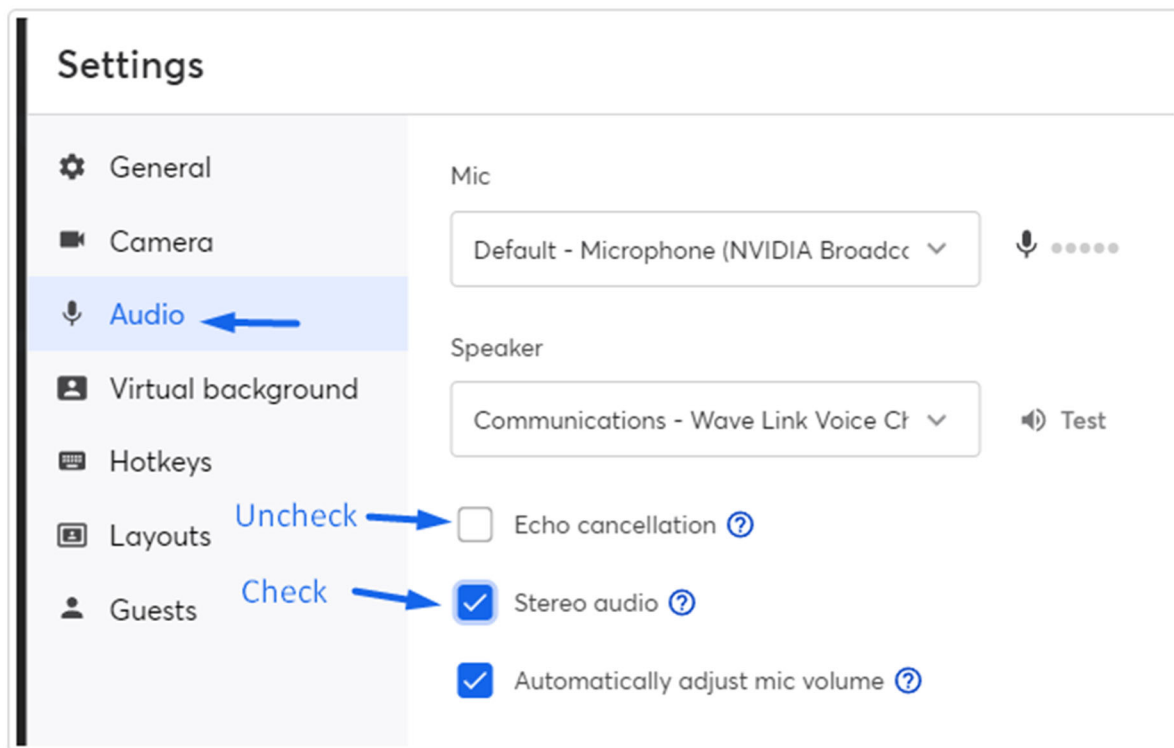 Settings
General
Camera
Audio
Virtual background
Hotkeys
Layouts
Guests
Mic
Default - Microphone (NVIDIA Broadcc
Speaker
Communications - Wave Link Voice Ch
Test
Uncheck
Echo cancellation
Check
Stereo audio
Automatically adjust mic volume